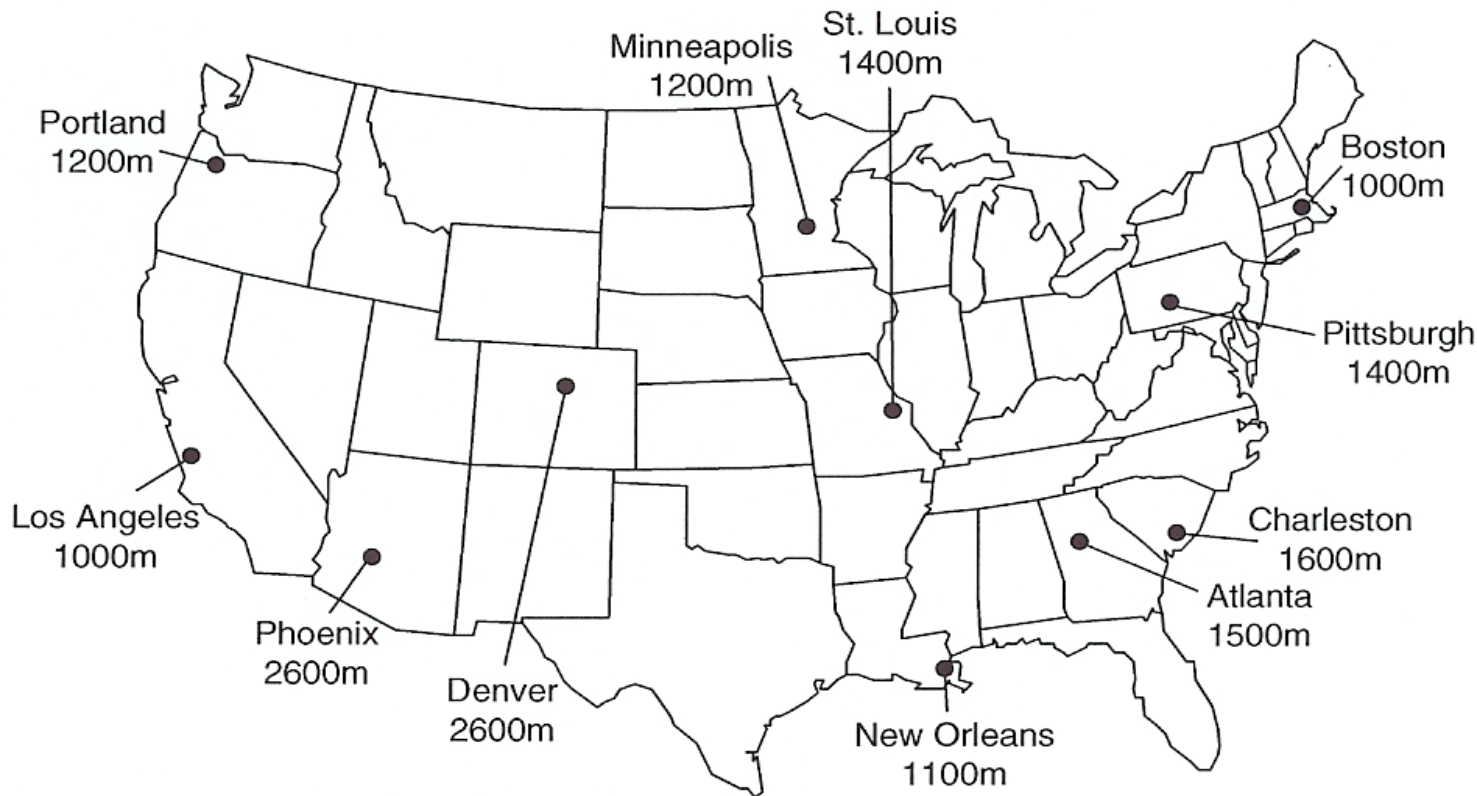 St. Louis
1400m
Minneapolis
1200m
Portland
1200m
Boston
1000m
Pittsburgh
1400m
Los Angeles
1000m
Charleston
1600m
Atlanta
1500m
Phoenix
2600m
Denver
2600m
New Orleans
1100m